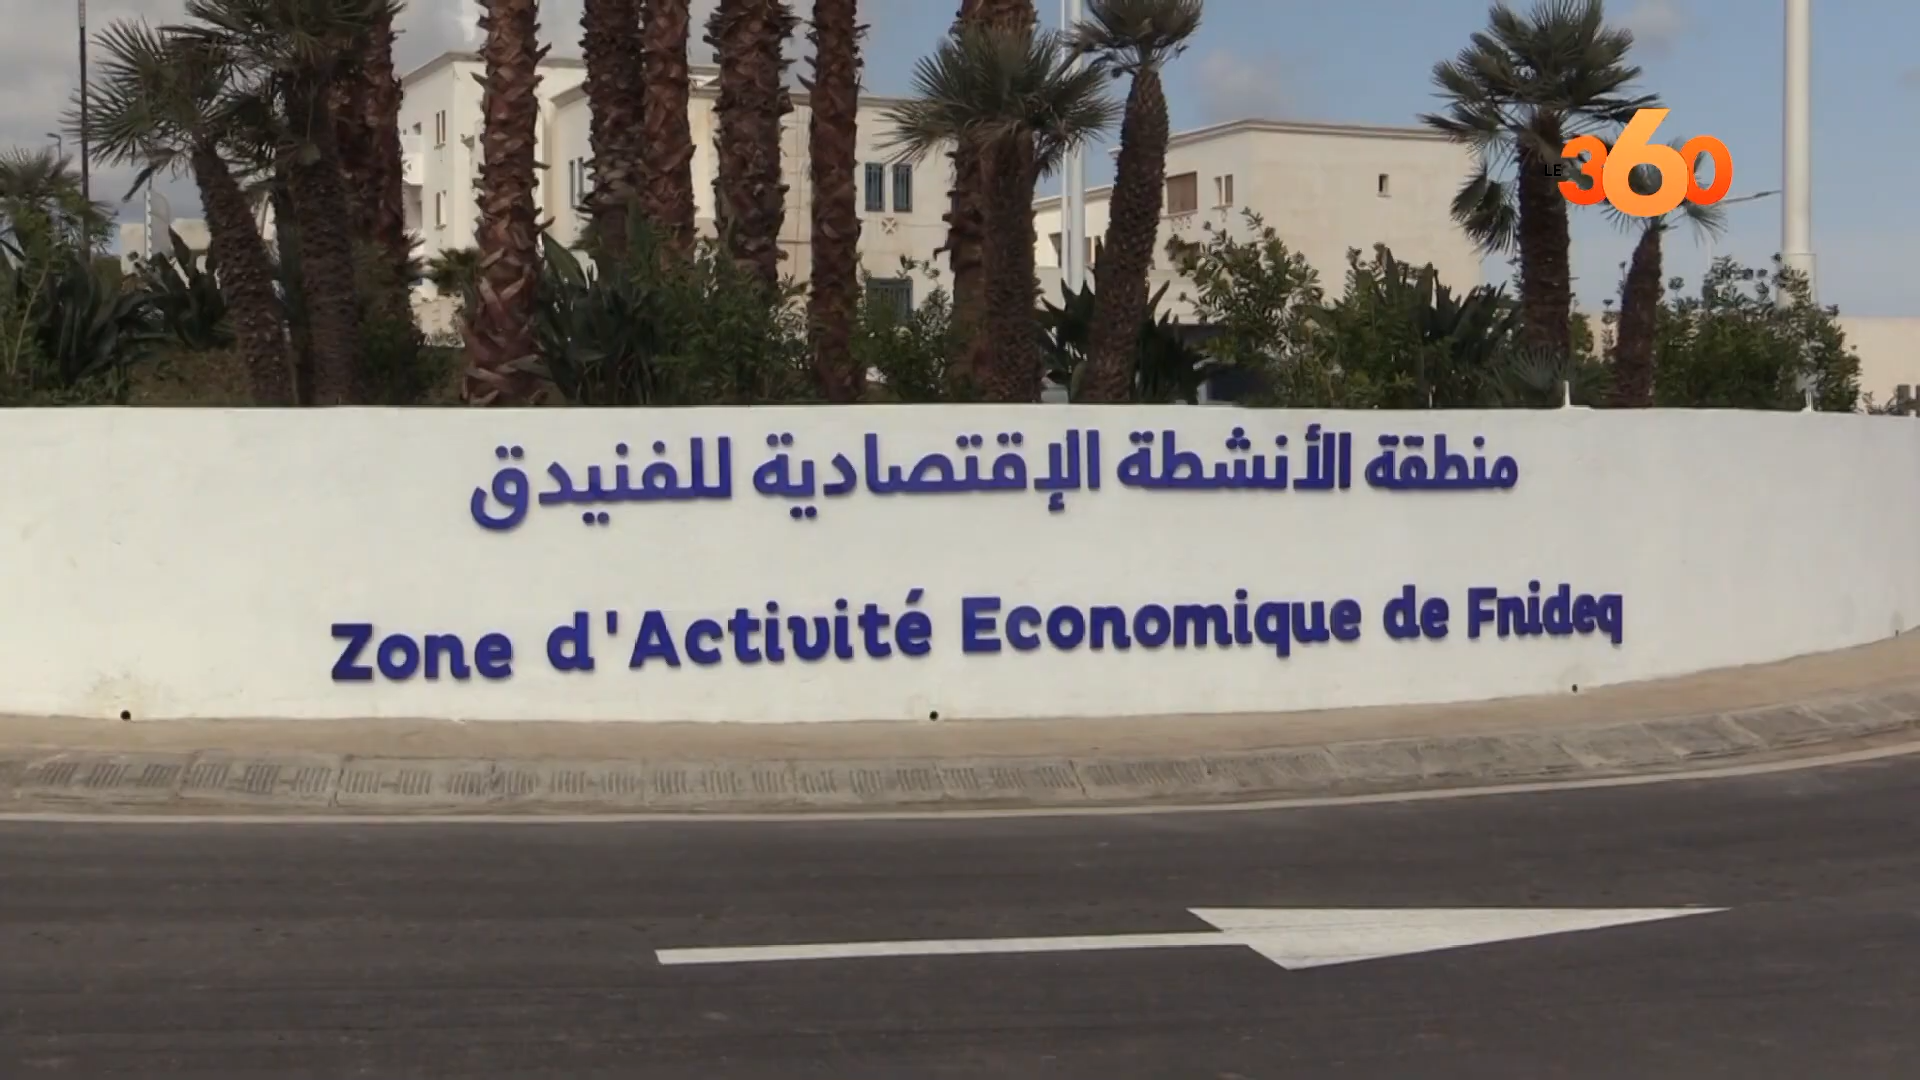 LE 360
منطقة الأنشطة الإقتصادية للفنيدق
Zone d'Activité Economique de Fnideq